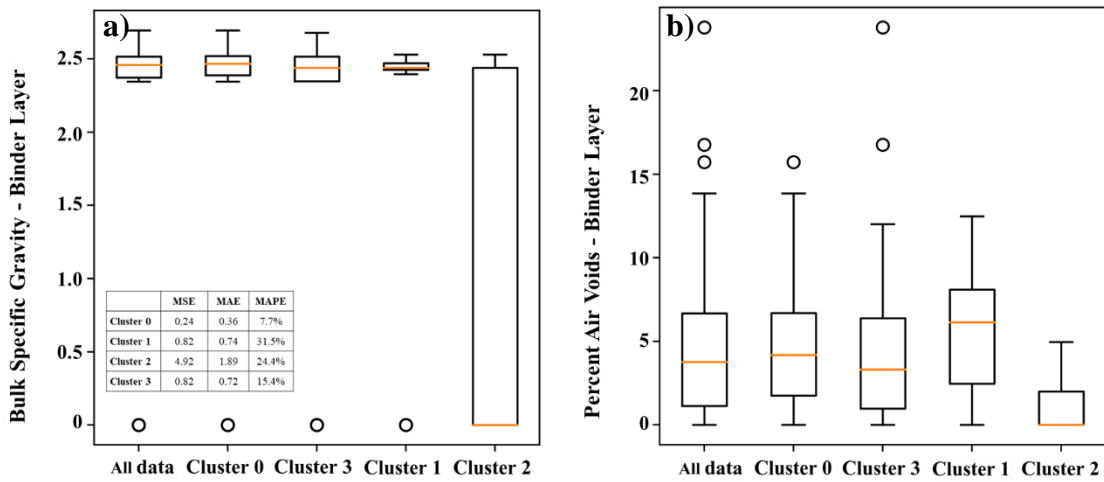 a)
Bulk Specific Gravity - Binder Layer
2.5
2.0
1.5
1.0
0.5
0
MSE MAE MAPE
Cluster 0 0.24 0.36 7.7%
Cluster 1 0.82 0.74 31.5%
Cluster 2 4.92 1.89 24.4%
Cluster 3 0.82 0.72 15.4%
All data Cluster 0 Cluster 3 Cluster 1 Cluster 2
b)
Percent Air Voids - Binder Layer
20
15
10
5
0
All data Cluster 0 Cluster 3 Cluster 1 Cluster 2